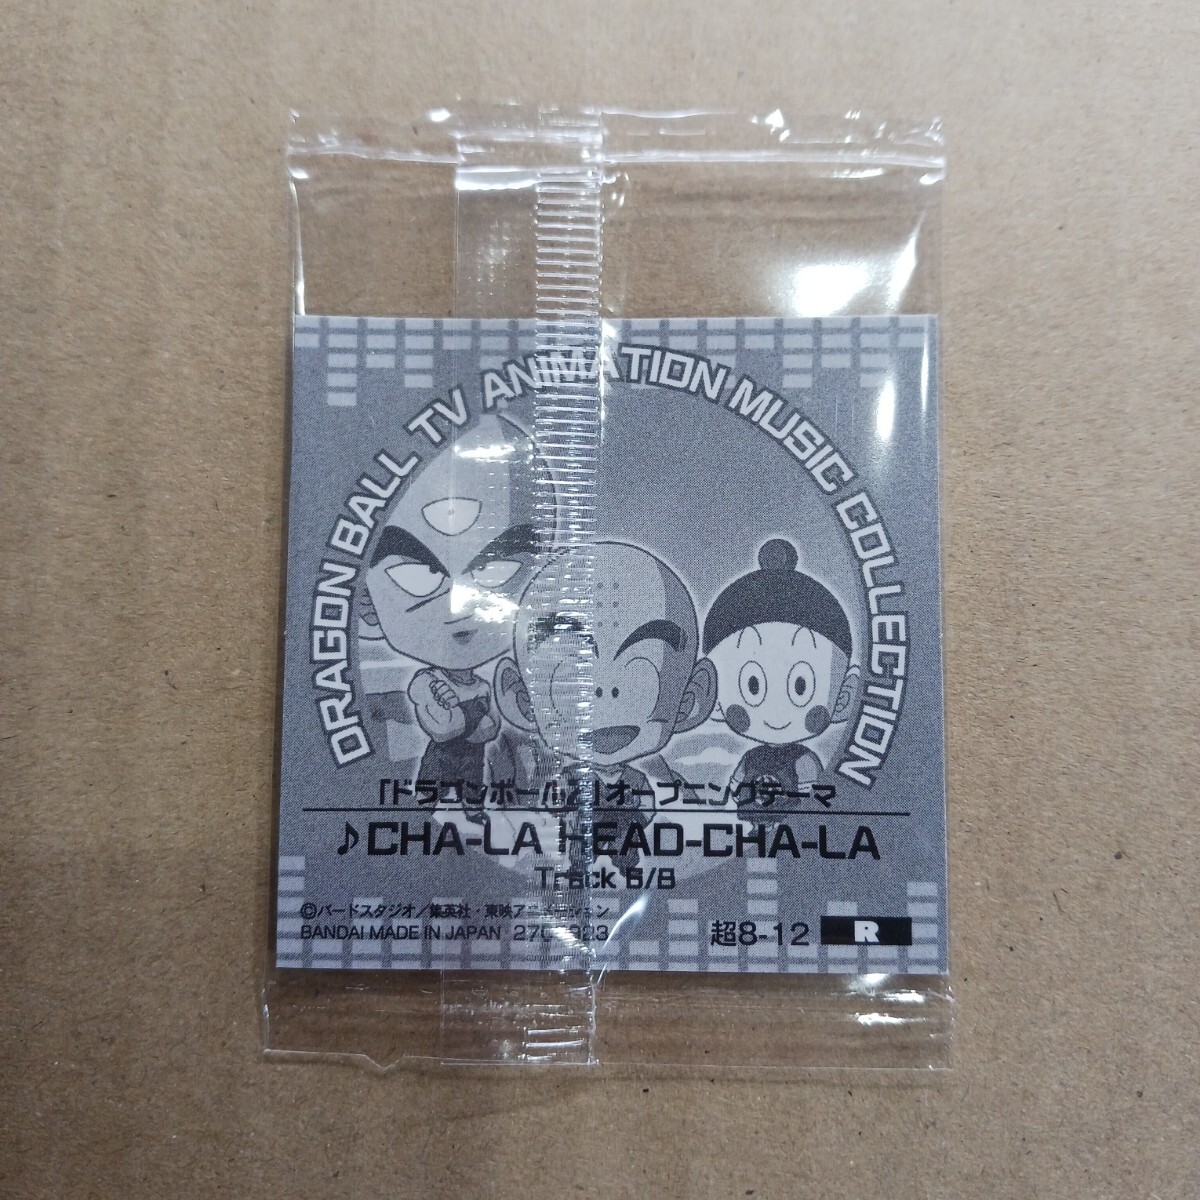 DRAGON BALL TV ANIMATION MUSIC COLLECTION
「ドラゴンボールZ」オープニングテーマ
♪CHA-LA HEAD-CHA-LA
Track 6/8
©バードスタジオ／集英社・東映アニメーション
BANDAI MADE IN JAPAN
超8-12 R